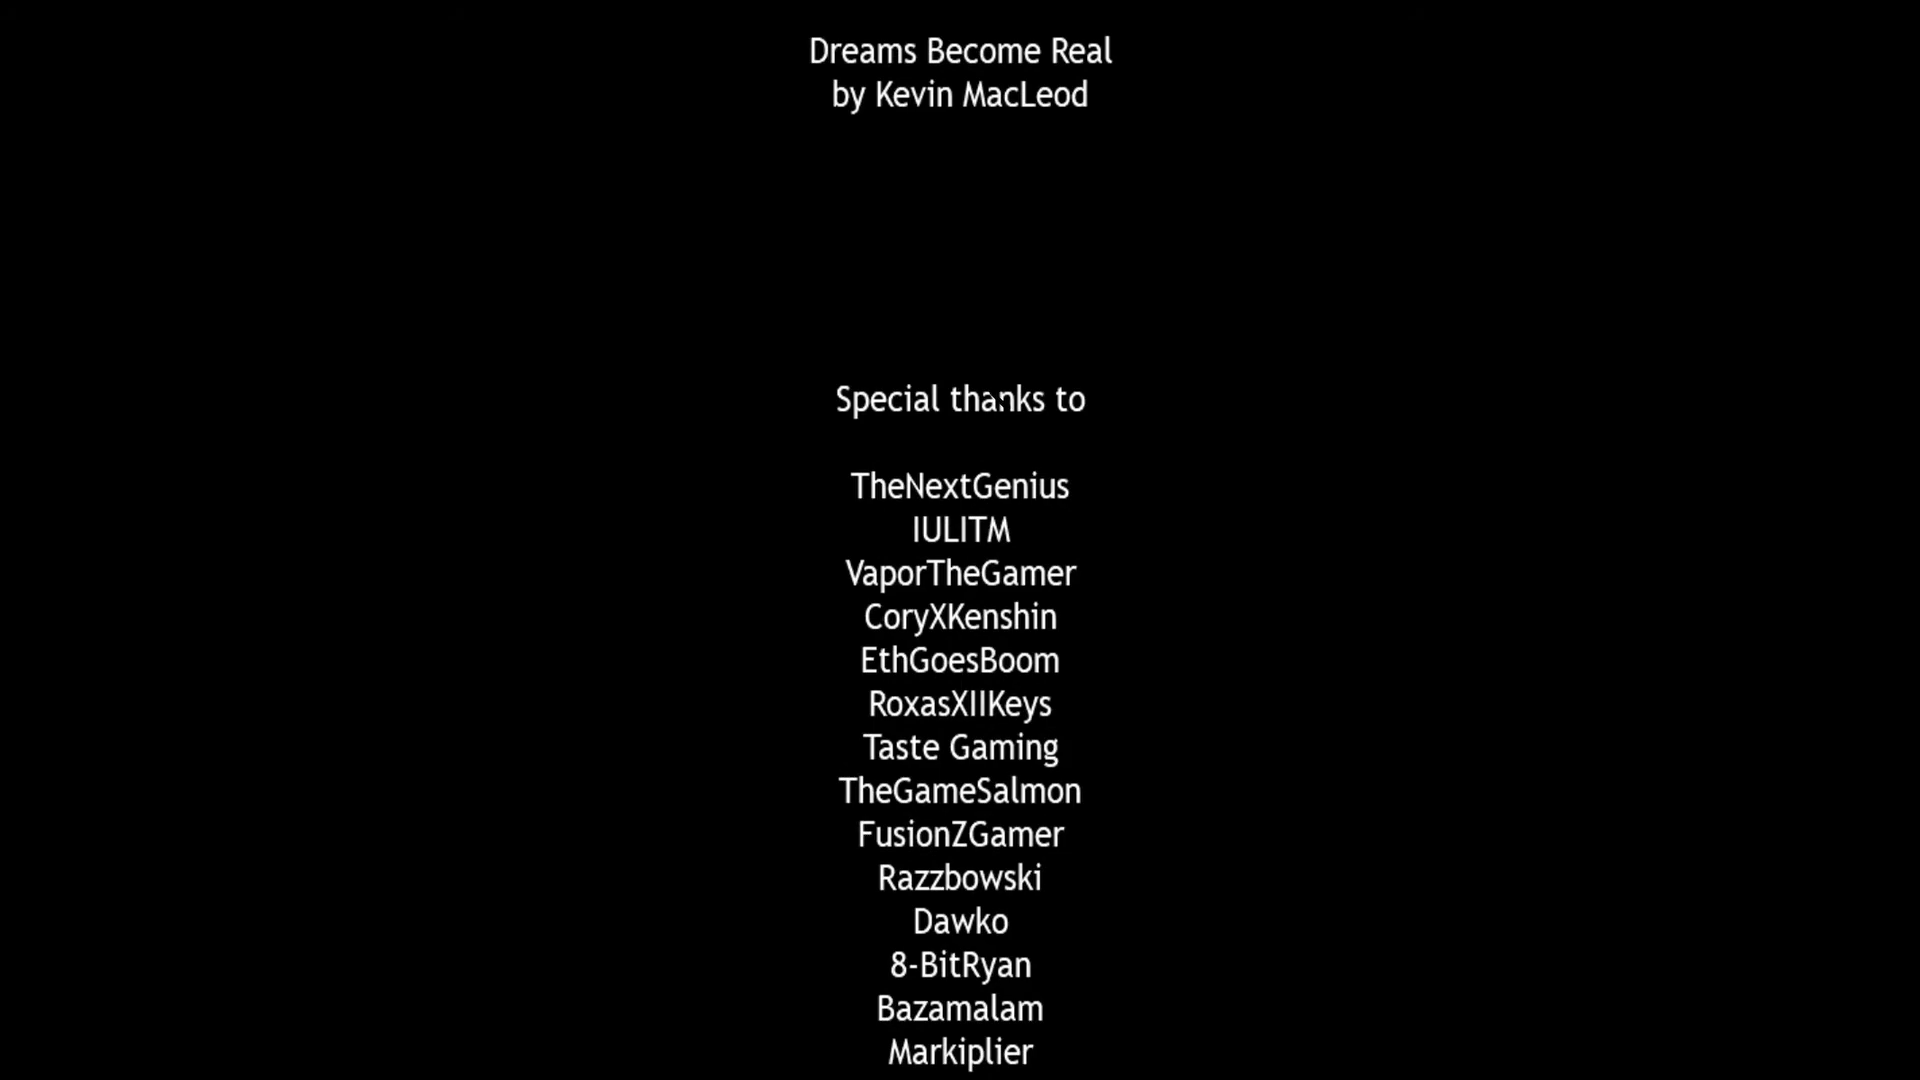 Dreams Become Real
by Kevin MacLeod
Special thanks to
TheNextGenius
IULITM
VaporTheGamer
CoryXKenshin
EthGoesBoom
RoxasXIIKeys
Taste Gaming
TheGameSalmon
FusionZGamer
Razzbowski
Dawko
8-BitRyan
Bazamalam
Markiplier